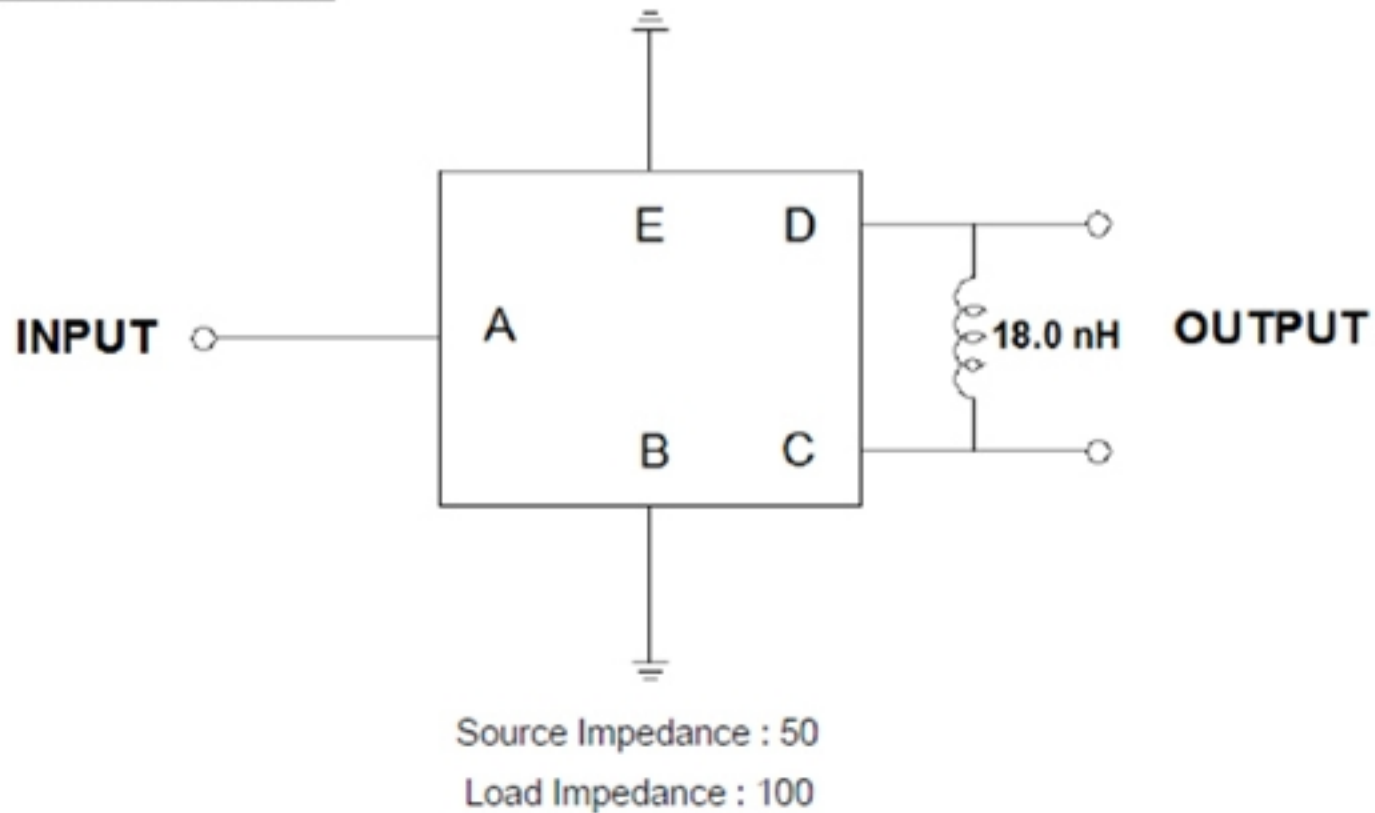 E D
INPUT A 18.0 nH OUTPUT
B C
Source Impedance : 50
Load Impedance : 100